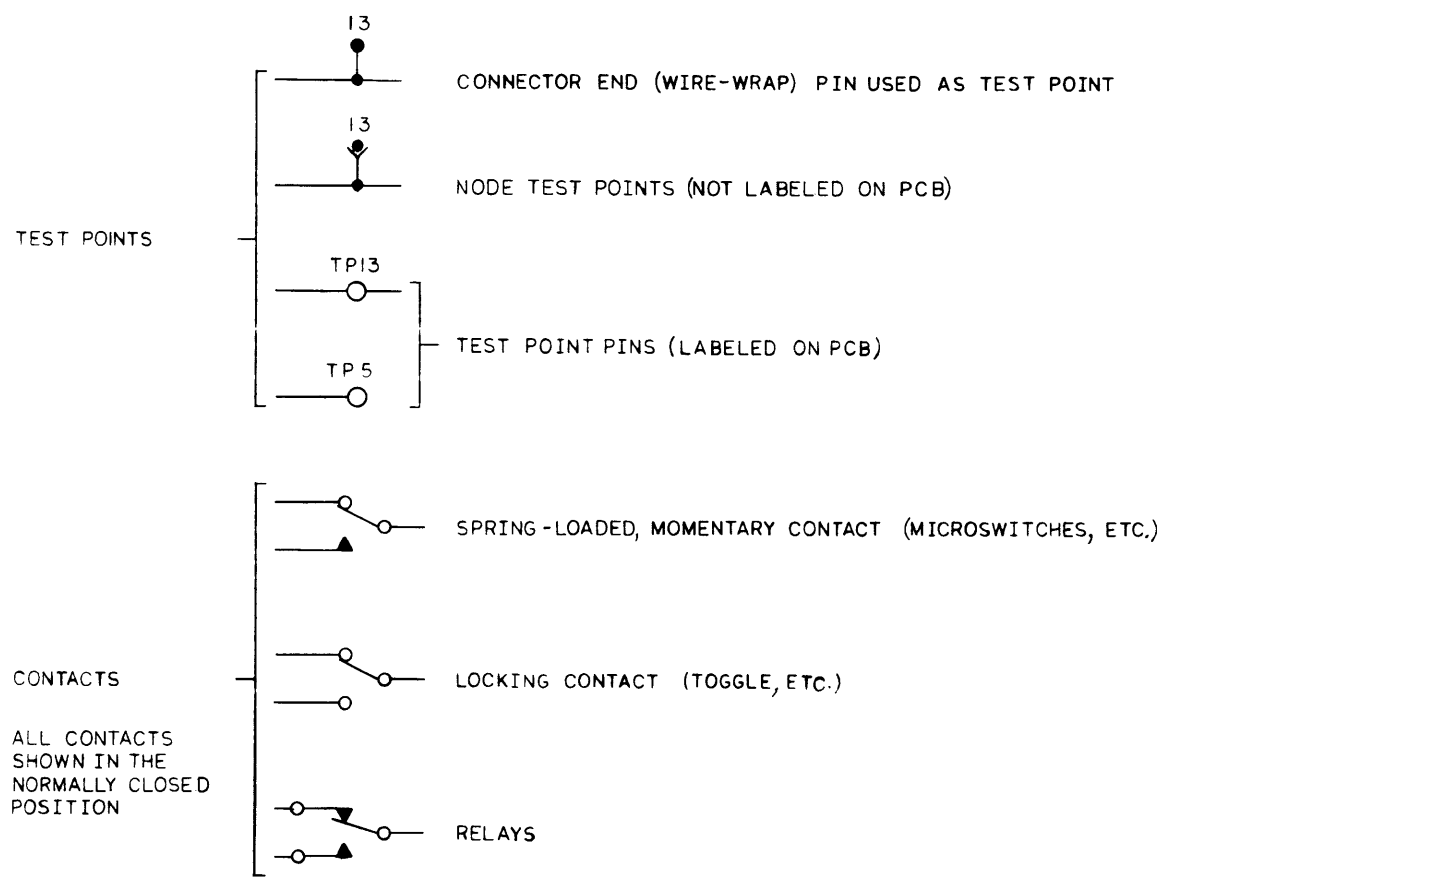 13
CONNECTOR END (WIRE-WRAP) PIN USED AS TEST POINT
13
NODE TEST POINTS (NOT LABELED ON PCB)
TEST POINTS
TP13
TEST POINT PINS (LABELED ON PCB)
TP5
SPRING-LOADED, MOMENTARY CONTACT (MICROSWITCHES, ETC.)
CONTACTS
LOCKING CONTACT (TOGGLE, ETC.)
ALL CONTACTS
SHOWN IN THE
NORMALLY CLOSED
POSITION
RELAYS